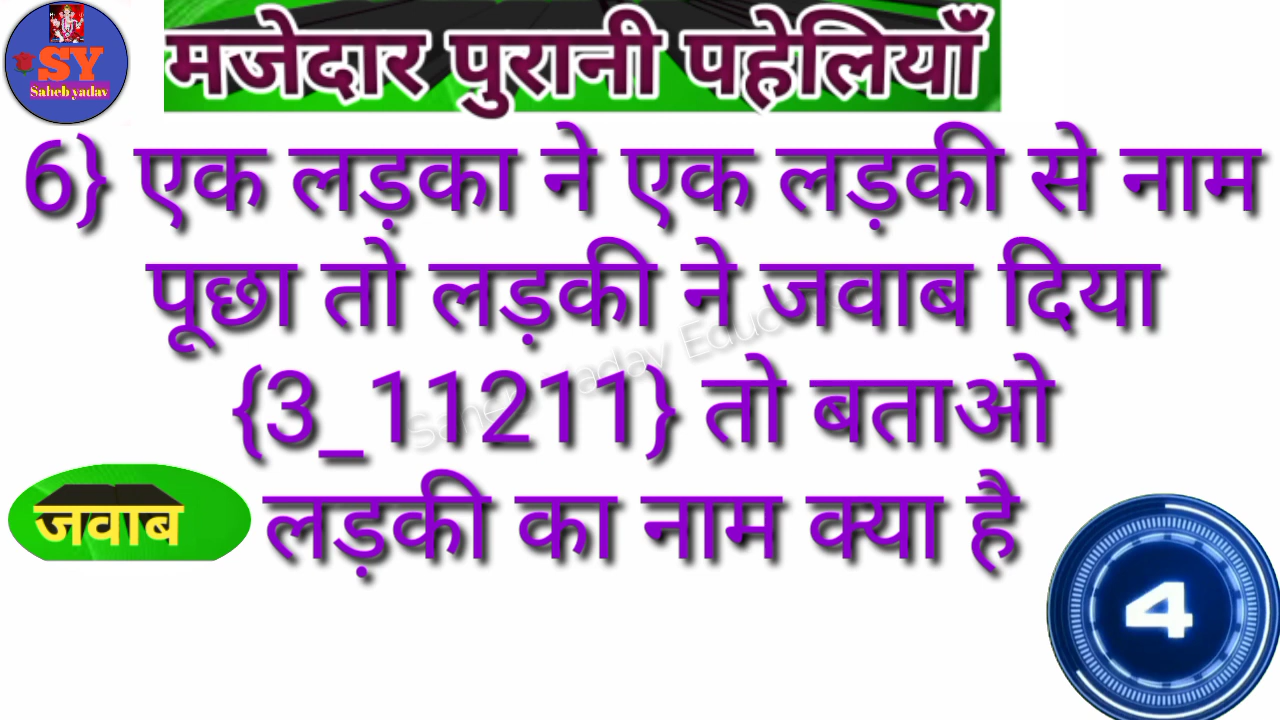 SY
Saheb yadav
मजेदार पुरानी पहेलियाँ
6} एक लड़का ने एक लड़की से नाम
पूछा तो लड़की ने जवाब दिया
{3_11211} तो बताओ
लड़की का नाम क्या है
जवाब
4